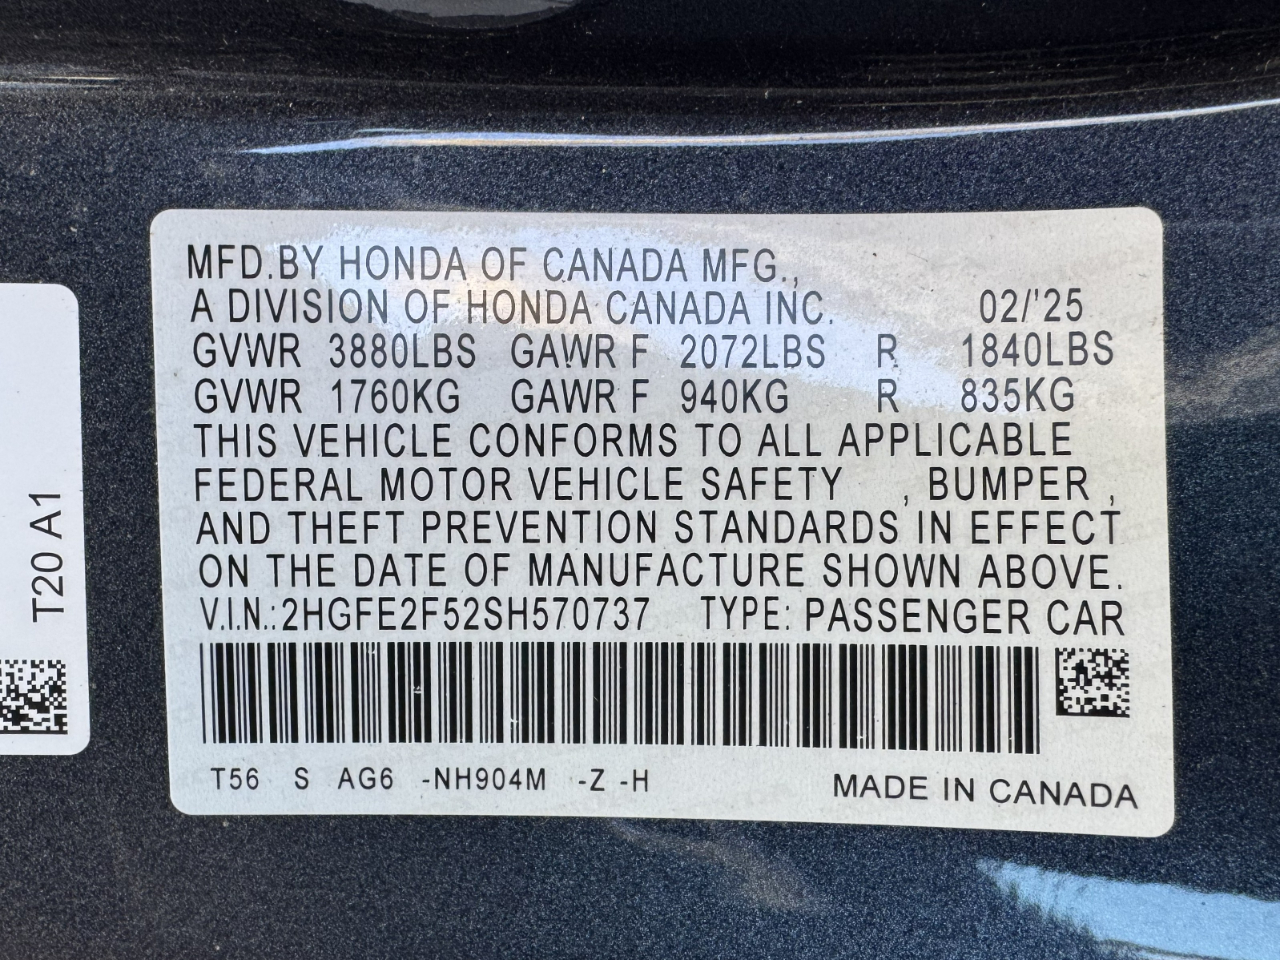 MFD.BY HONDA OF CANADA MFG.,
A DIVISION OF HONDA CANADA INC. 02/'25
GVWR 3880LBS GAWR F 2072LBS R 1840LBS
GVWR 1760KG GAWR F 940KG R 835KG
THIS VEHICLE CONFORMS TO ALL APPLICABLE
FEDERAL MOTOR VEHICLE SAFETY , BUMPER ,
AND THEFT PREVENTION STANDARDS IN EFFECT
ON THE DATE OF MANUFACTURE SHOWN ABOVE.
V.I.N.:2HGFE2F52SH570737 TYPE: PASSENGER CAR
T56 S AG6 -NH904M -Z -H MADE IN CANADA
T20 A1